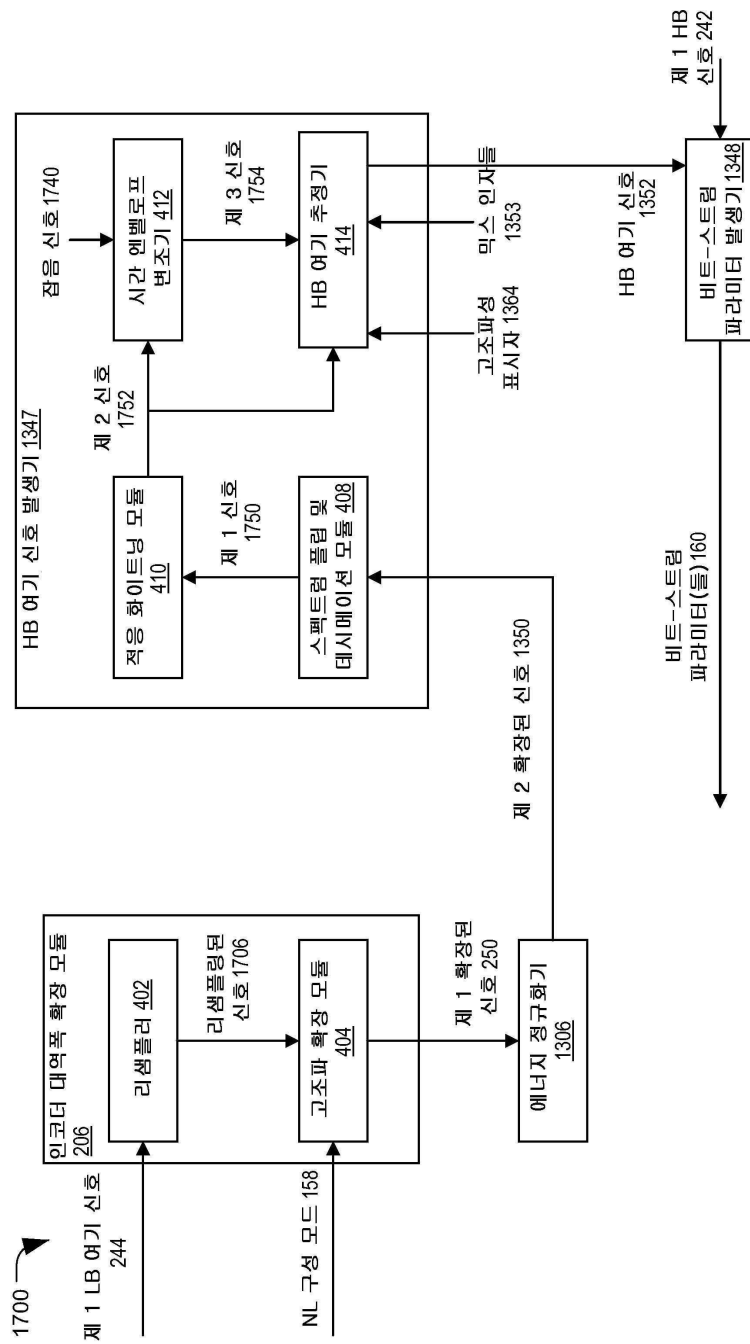 1700
제 1 LB 여기 신호
244
NL 구성 모드 158
인코더 대역폭 확장 모듈
206
리샘플러 402
리샘플링된
신호 1706
고조파 확장 모듈
404
제 1 확장된
신호 250
에너지 정규화기
1306
제 2 확장된 신호 1350
HB 여기 신호 발생기 1347
적응 화이트닝 모듈
410
제 1 신호
1750
스펙트럼 플립 및
데시메이션 모듈 408
제 2 신호
1752
잡음 신호 1740
시간 엔벨로프
변조기 412
제 3 신호
1754
HB 여기 추정기
414
고조파성
표시자 1364
믹스 인자들
1353
HB 여기 신호
1352
제 1 HB
신호 242
비트-스트림
파라미터 발생기 1348
비트-스트림
파라미터(들) 160